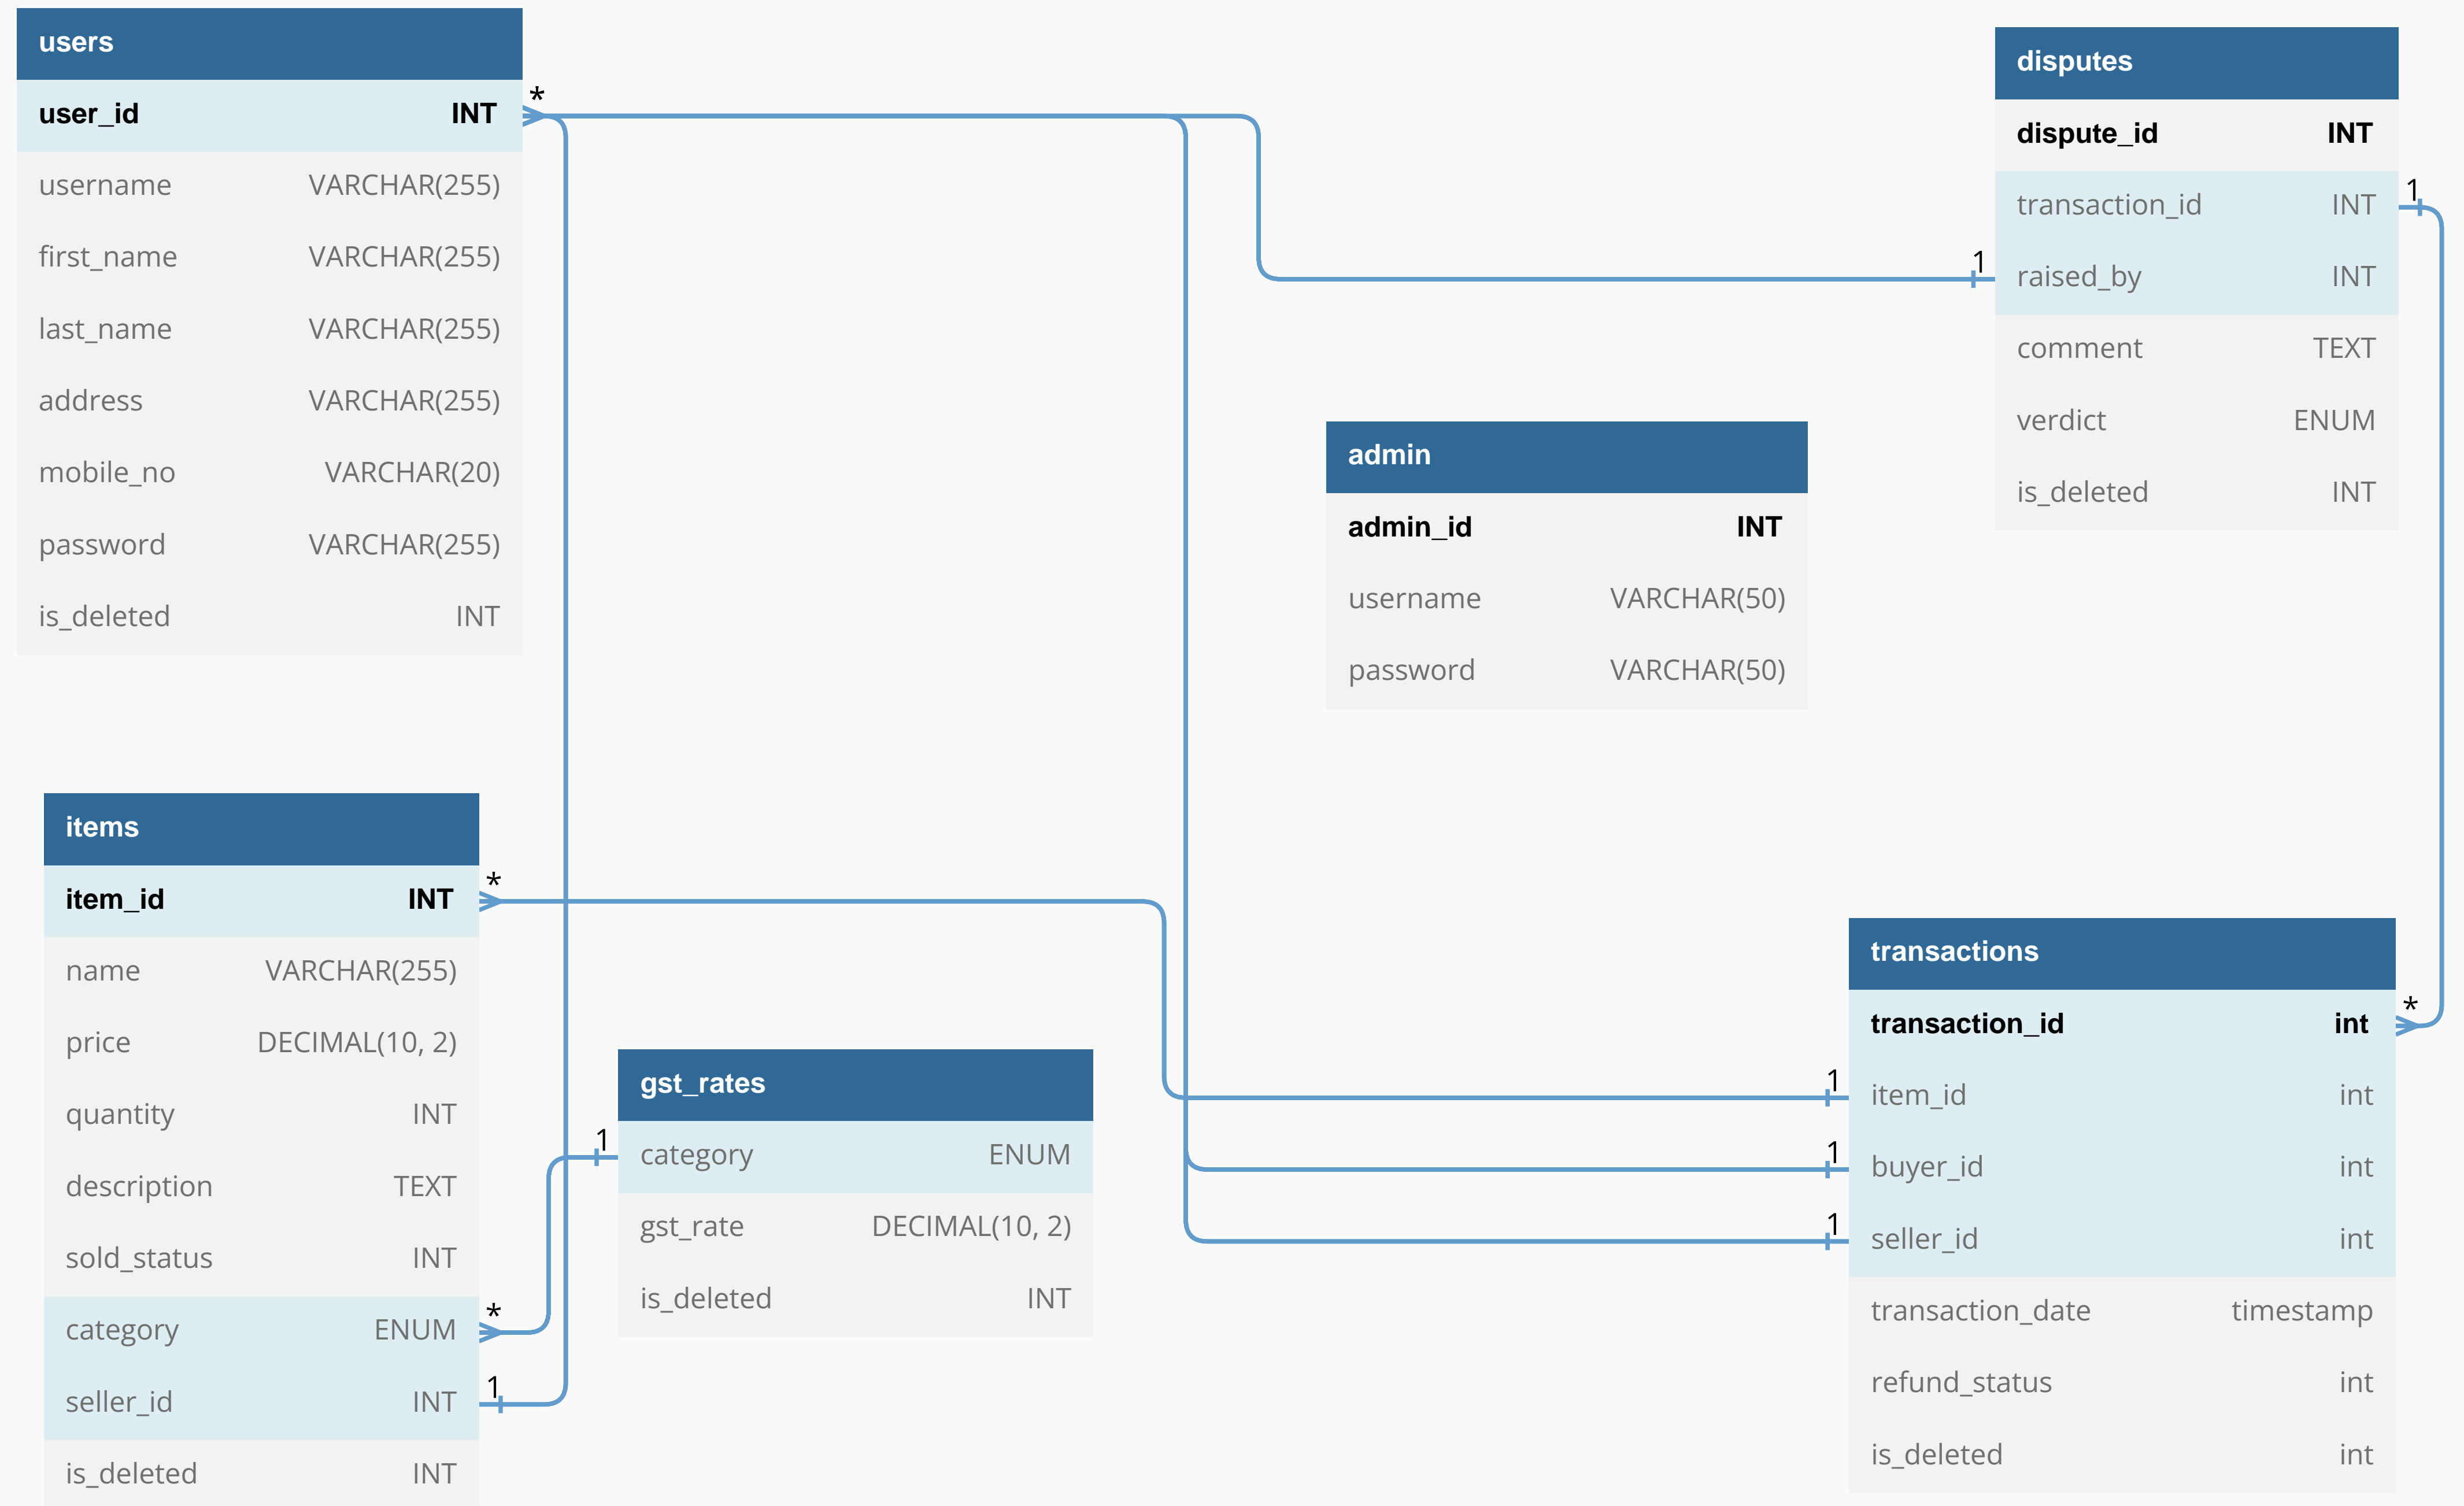 users
user_id INT
username VARCHAR(255)
first_name VARCHAR(255)
last_name VARCHAR(255)
address VARCHAR(255)
mobile_no VARCHAR(20)
password VARCHAR(255)
is_deleted INT
*
disputes
dispute_id INT
transaction_id INT
raised_by INT
comment TEXT
verdict ENUM
is_deleted INT
1
1
admin
admin_id INT
username VARCHAR(50)
password VARCHAR(50)
items
item_id INT
name VARCHAR(255)
price DECIMAL(10, 2)
quantity INT
description TEXT
sold_status INT
category ENUM
seller_id INT
is_deleted INT
*
*
1
gst_rates
category ENUM
gst_rate DECIMAL(10, 2)
is_deleted INT
1
transactions
transaction_id int
item_id int
buyer_id int
seller_id int
transaction_date timestamp
refund_status int
is_deleted int
*
1
1
1